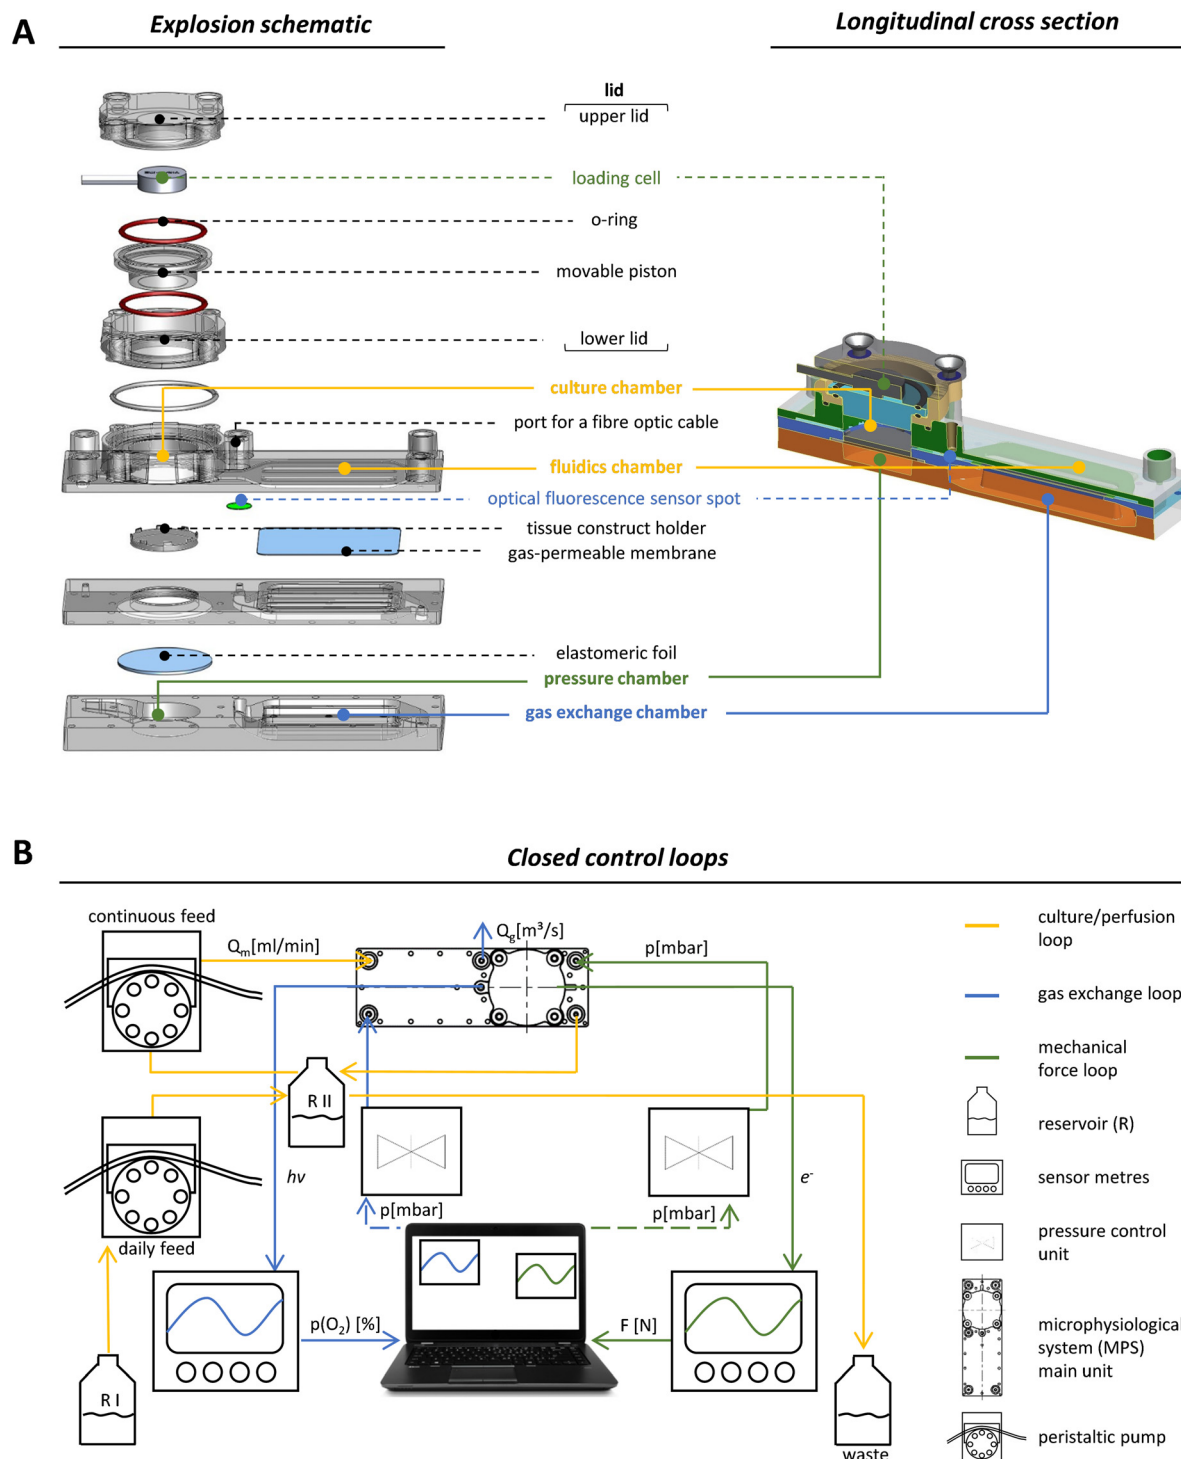 A
Explosion schematic
Longitudinal cross section
lid
upper lid
loading cell
o-ring
movable piston
lower lid
culture chamber
port for a fibre optic cable
fluidics chamber
optical fluorescence sensor spot
tissue construct holder
gas-permeable membrane
elastomeric foil
pressure chamber
gas exchange chamber
B
Closed control loops
continuous feed
Qm[ml/min]
Qg[m³/s]
p[mbar]
culture/perfusion
loop
gas exchange loop
mechanical
force loop
R II
reservoir (R)
hν
e-
sensor metres
p[mbar]
p[mbar]
daily feed
pressure control
unit
p(O₂) [%]
F [N]
R I
microphysiological
system (MPS)
main unit
peristaltic pump
waste